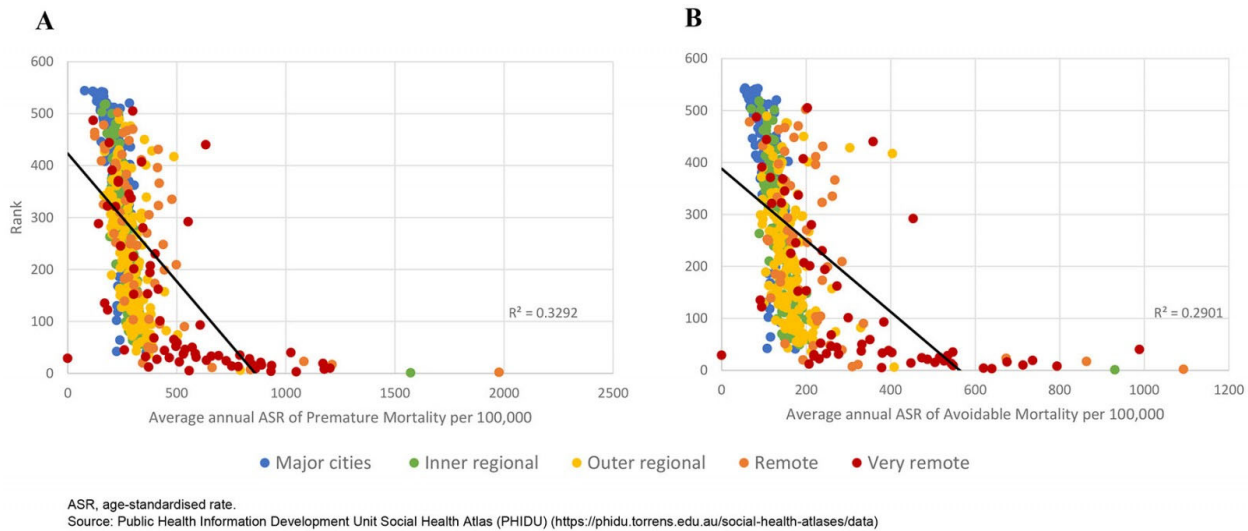 A
B
600
500
400
300
200
100
0
Rank
R² = 0.3292
0 500 1000 1500 2000 2500
Average annual ASR of Premature Mortality per 100,000
600
500
400
300
200
100
0
R² = 0.2901
0 200 400 600 800 1000 1200
Average annual ASR of Avoidable Mortality per 100,000
Major cities Inner regional Outer regional Remote Very remote
ASR, age-standardised rate.
Source: Public Health Information Development Unit Social Health Atlas (PHIDU) (https://phidu.torrens.edu.au/social-health-atlases/data)